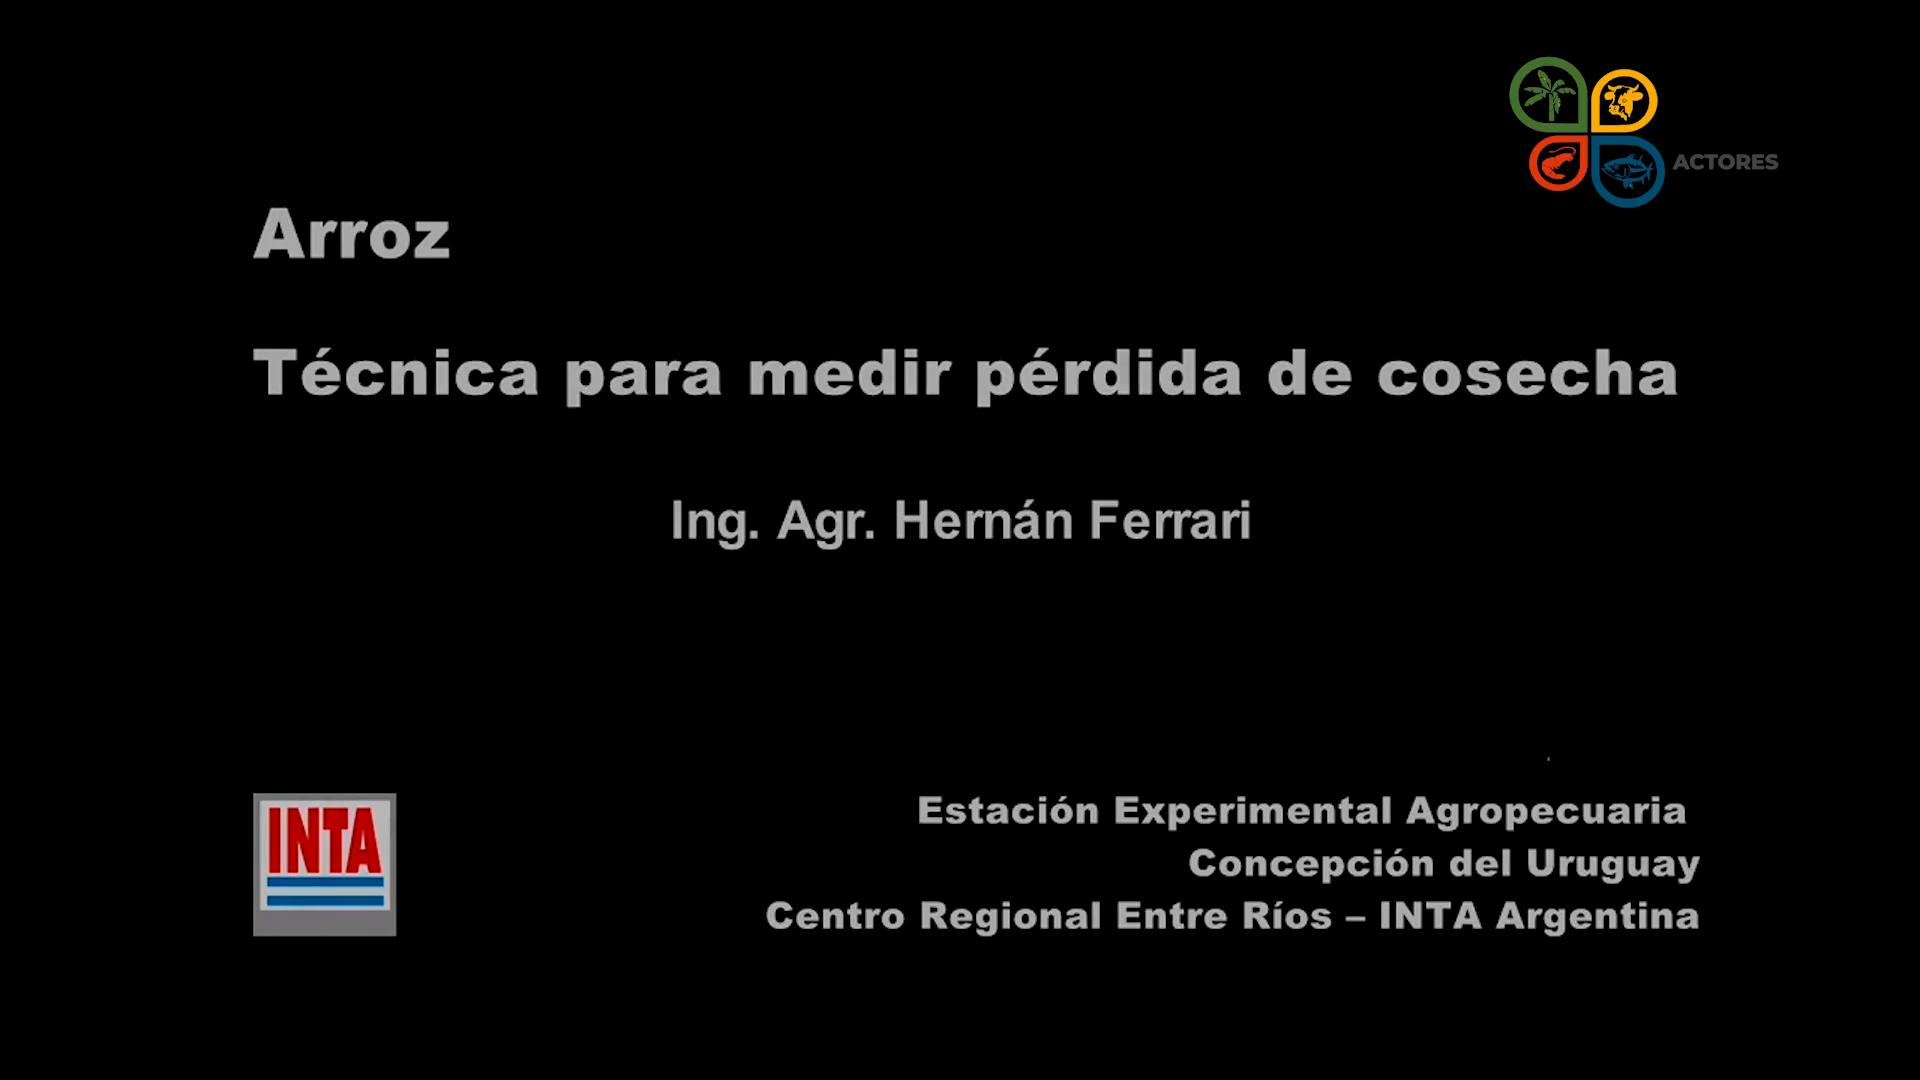 ACTORES
Arroz
Técnica para medir pérdida de cosecha
Ing. Agr. Hernán Ferrari
INTA
Estación Experimental Agropecuaria
Concepción del Uruguay
Centro Regional Entre Ríos – INTA Argentina